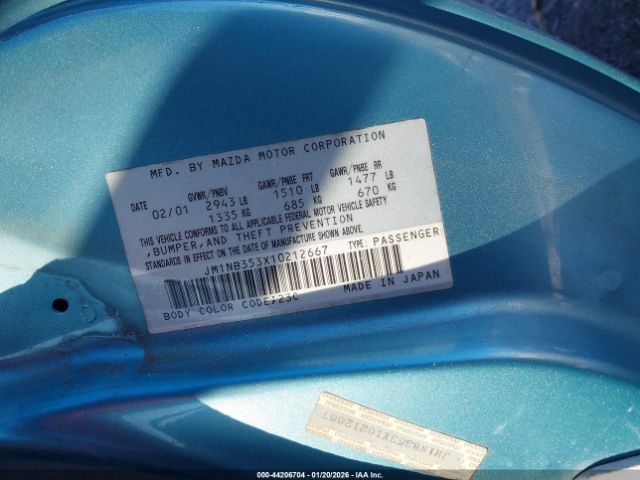 MFD. BY MAZDA MOTOR CORPORATION
DATE GVWR/PNBV GAWR/PNBE FRT GAWR/PNBE RR
02/01 2943 LB 1510 LB 1477 LB
1335 KG 685 KG 670 KG
THIS VEHICLE CONFORMS TO ALL APPLICABLE FEDERAL MOTOR VEHICLE SAFETY
,BUMPER,AND THEFT PREVENTION
STANDARDS IN EFFECT ON THE DATE OF MANUFACTURE SHOWN ABOVE.
JM1NB353X10212667 TYPE: PASSENGER
BODY COLOR CODE;23C MADE IN JAPAN
JM1NB353X10212667
000-44206704 | 01/20/2026 - IAAI.COM